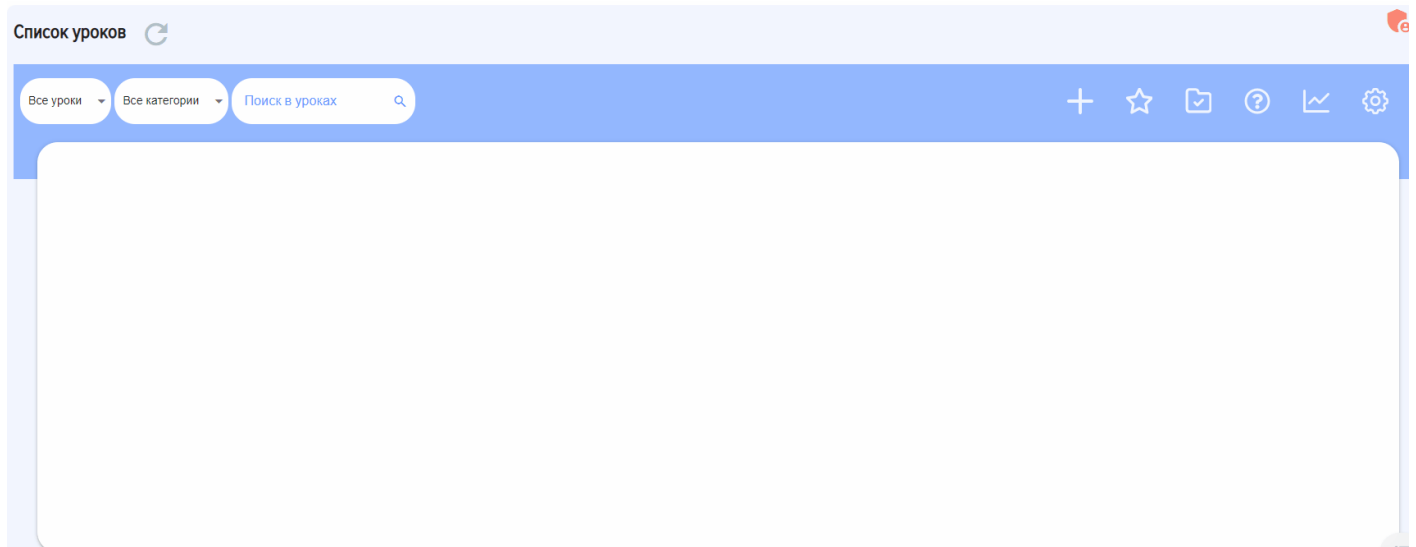 Список уроков
Все уроки
Все категории
Поиск в уроках